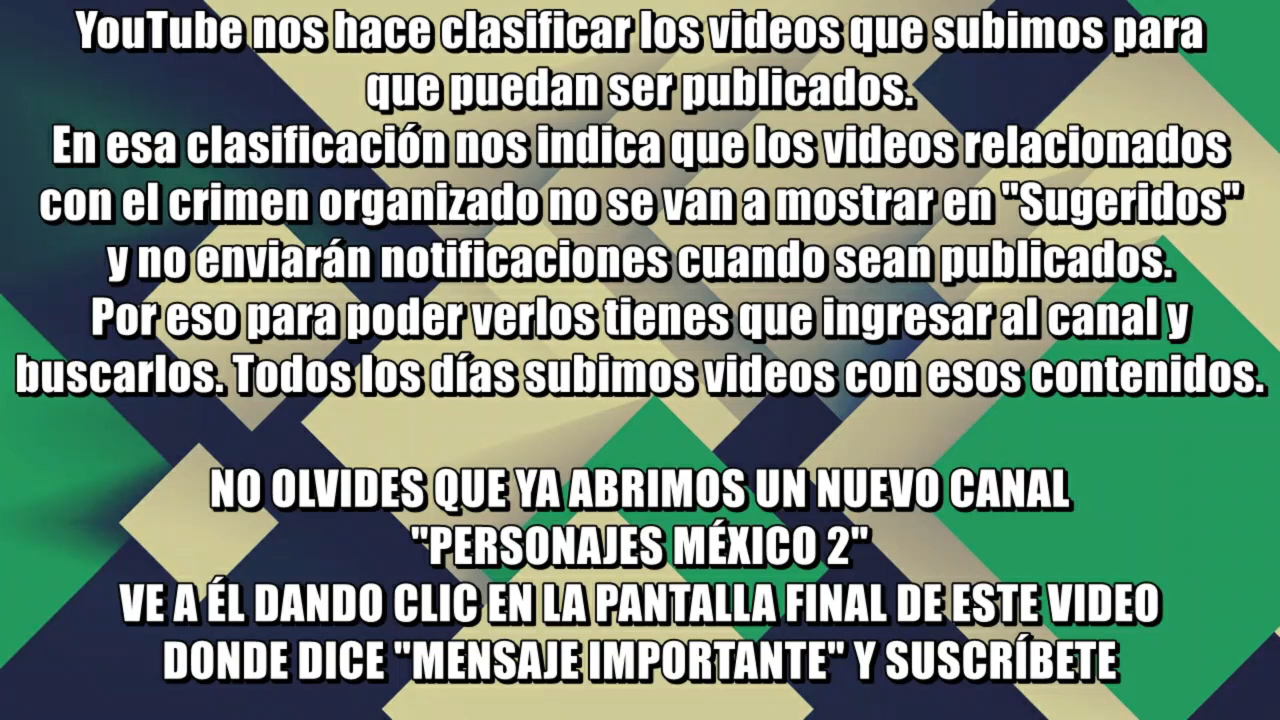 YouTube nos hace clasificar los videos que subimos para
que puedan ser publicados.
En esa clasificación nos indica que los videos relacionados
con el crimen organizado no se van a mostrar en "Sugeridos"
y no enviarán notificaciones cuando sean publicados.
Por eso para poder verlos tienes que ingresar al canal y
buscarlos. Todos los días subimos videos con esos contenidos.
NO OLVIDES QUE YA ABRIMOS UN NUEVO CANAL
"PERSONAJES MÉXICO 2"
VE A ÉL DANDO CLIC EN LA PANTALLA FINAL DE ESTE VIDEO
DONDE DICE "MENSAJE IMPORTANTE" Y SUSCRÍBETE